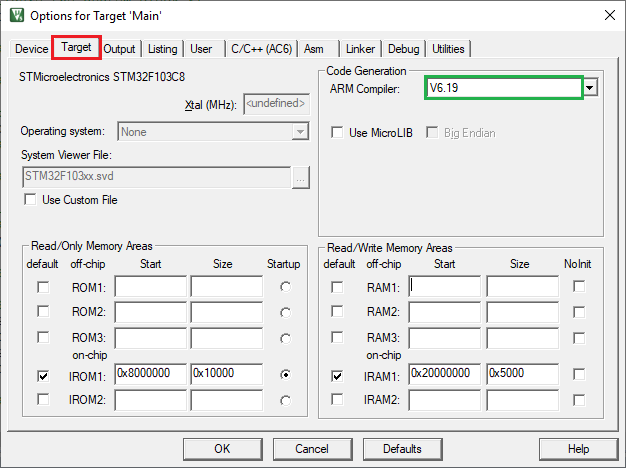 Options for Target 'Main'
Device Target Output Listing User C/C++ (AC6) Asm Linker Debug Utilities
STMicroelectronics STM32F103C8
Xtal (MHz): <undefined>
Operating system: None
System Viewer File:
STM32F103xx.svd ...
Use Custom File
Code Generation
ARM Compiler: V6.19
Use MicroLIB Big Endian
Read/Only Memory Areas
default off-chip Start Size Startup
ROM1:
ROM2:
ROM3:
on-chip
IROM1: 0x8000000 0x10000
IROM2:
Read/Write Memory Areas
default off-chip Start Size NoInit
RAM1:
RAM2:
RAM3:
on-chip
IRAM1: 0x20000000 0x5000
IRAM2:
OK Cancel Defaults Help